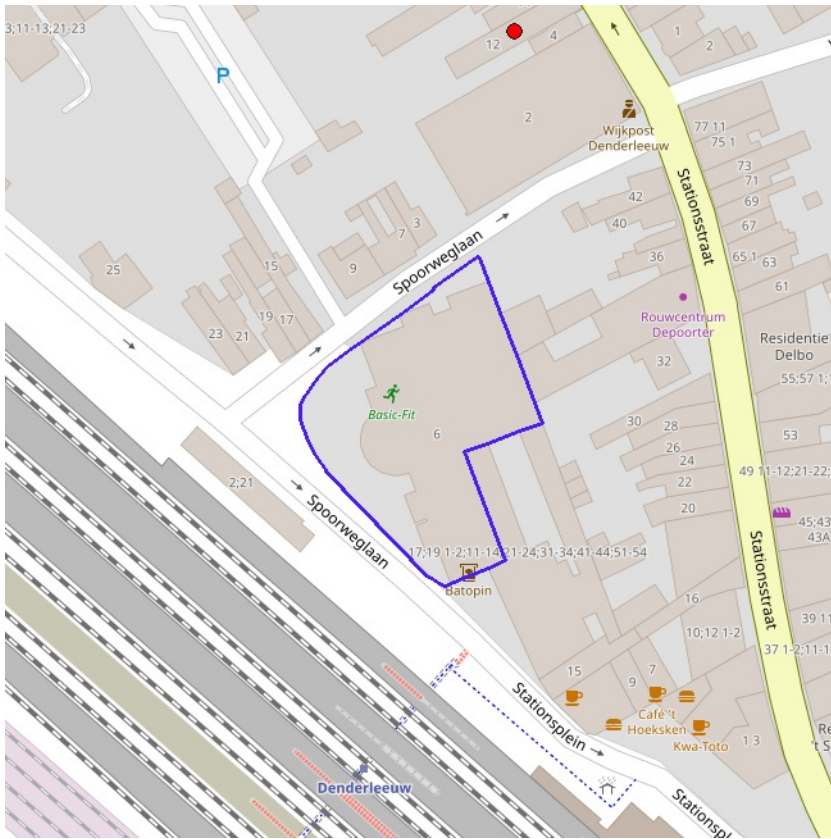 3;11-13;21-23
P
12
4
1
2
2
Wijkpost
Denderleeuw
77 11
75 1
73
71
69
67
65 1
63
61
42
40
36
Stationsstraat
Spoorweglaan
3
7
9
25
15
19
17
23
21
Rouwcentrum
Depoorter
Residentie
Delbo
32
55;57 1;
Basic-Fit
6
30
28
26
24
22
20
53
49 11-12;21-22;
45;43
43A
2;21
Spoorweglaan
17;19 1-2;11-14;21-24;31-34;41-44;51-54
Batopin
Stationsstraat
16
10;12 1-2
39 11
37 1-2;11-1
15
9
7
Café 't
Hoeksken
Kwa-Toto
1 3
Re
't S
Stationsplein
Denderleeuw
Stationspl